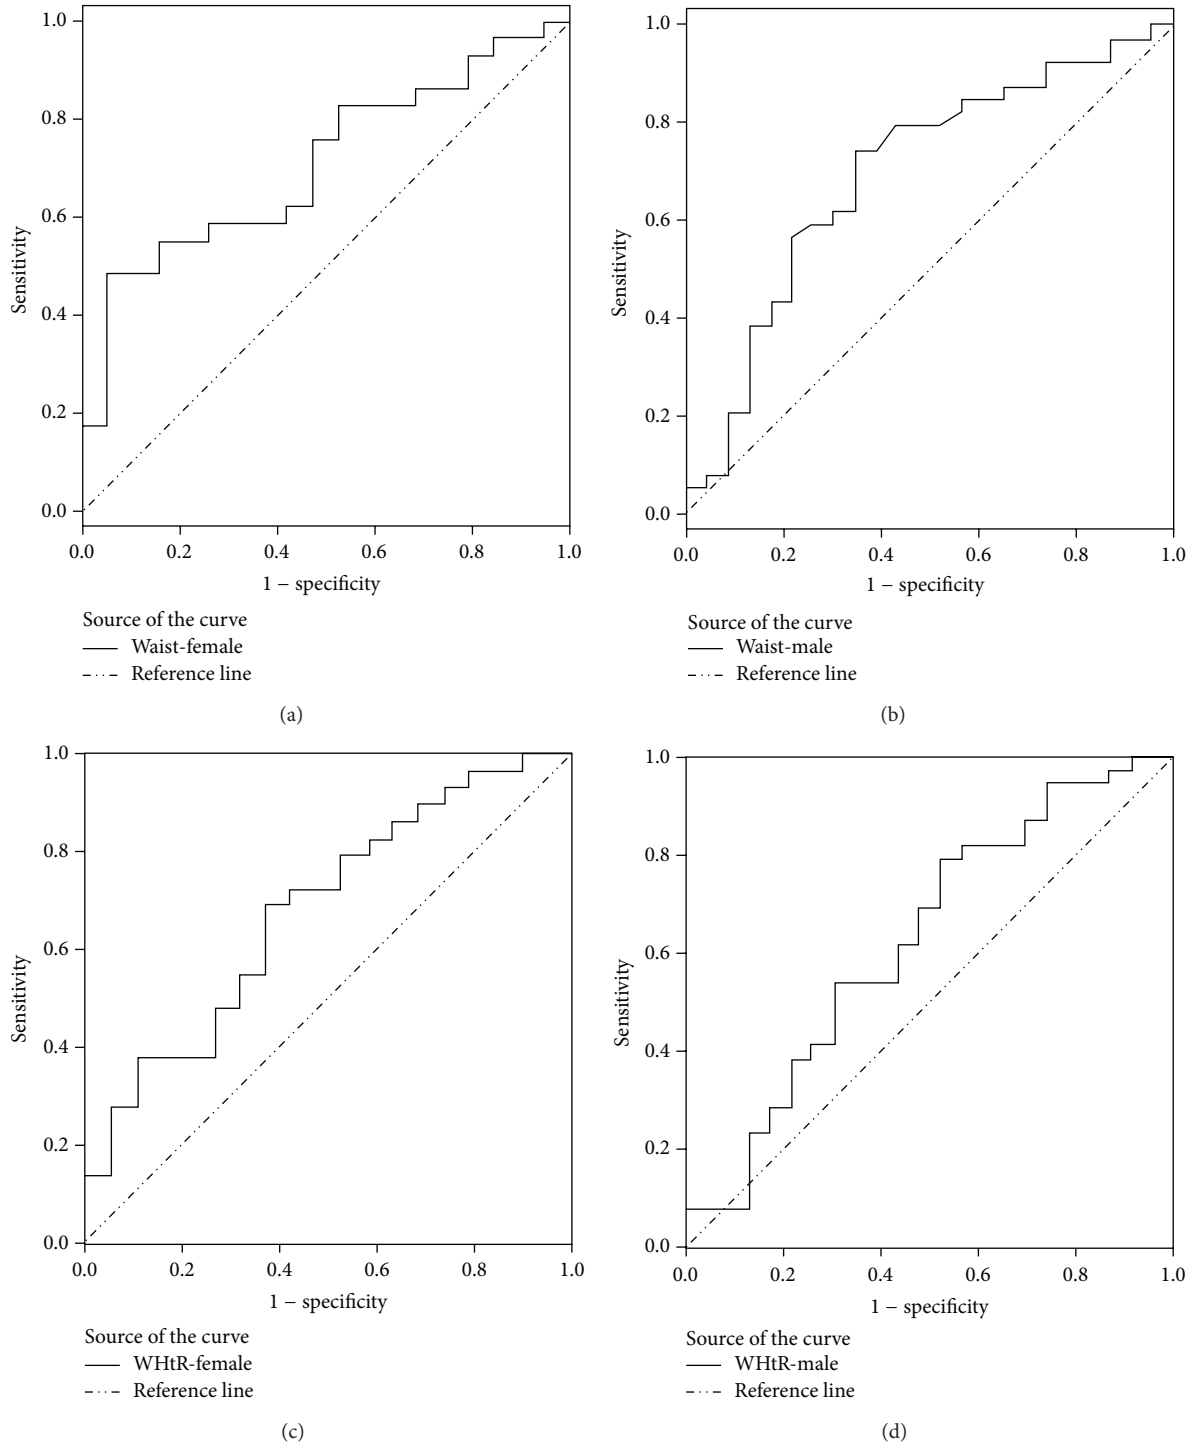 1.0
0.8
0.6
0.4
0.2
0.0
Sensitivity
0.0 0.2 0.4 0.6 0.8 1.0
1 − specificity
Source of the curve
Waist-female
Reference line
(a)
1.0
0.8
0.6
0.4
0.2
0.0
Sensitivity
0.0 0.2 0.4 0.6 0.8 1.0
1 − specificity
Source of the curve
Waist-male
Reference line
(b)
1.0
0.8
0.6
0.4
0.2
0.0
Sensitivity
0.0 0.2 0.4 0.6 0.8 1.0
1 − specificity
Source of the curve
WHtR-female
Reference line
(c)
1.0
0.8
0.6
0.4
0.2
0.0
Sensitivity
0.0 0.2 0.4 0.6 0.8 1.0
1 − specificity
Source of the curve
WHtR-male
Reference line
(d)